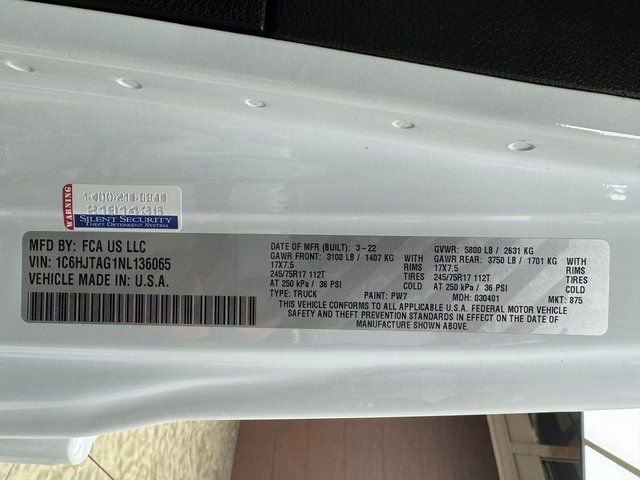 WARNING
SILENT SECURITY
THEFT DETERRENT SYSTEM
MFD BY: FCA US LLC
VIN: 1C6HJTAG1NL136065
VEHICLE MADE IN: U.S.A.
DATE OF MFR (BUILT): 3-22
GAWR FRONT: 3100 LB / 1407 KG WITH
17X7.5 RIMS
245/75R17 112T TIRES
AT 250 kPa / 36 PSI COLD
TYPE: TRUCK PAINT: PW7
GVWR: 5800 LB / 2631 KG
GAWR REAR: 3750 LB / 1701 KG WITH
17X7.5 RIMS
245/75R17 112T TIRES
AT 250 kPa / 36 PSI COLD
MDH: 030401 MKT: 875
THIS VEHICLE CONFORMS TO ALL APPLICABLE U.S.A. FEDERAL MOTOR VEHICLE
SAFETY AND THEFT PREVENTION STANDARDS IN EFFECT ON THE DATE OF
MANUFACTURE SHOWN ABOVE.